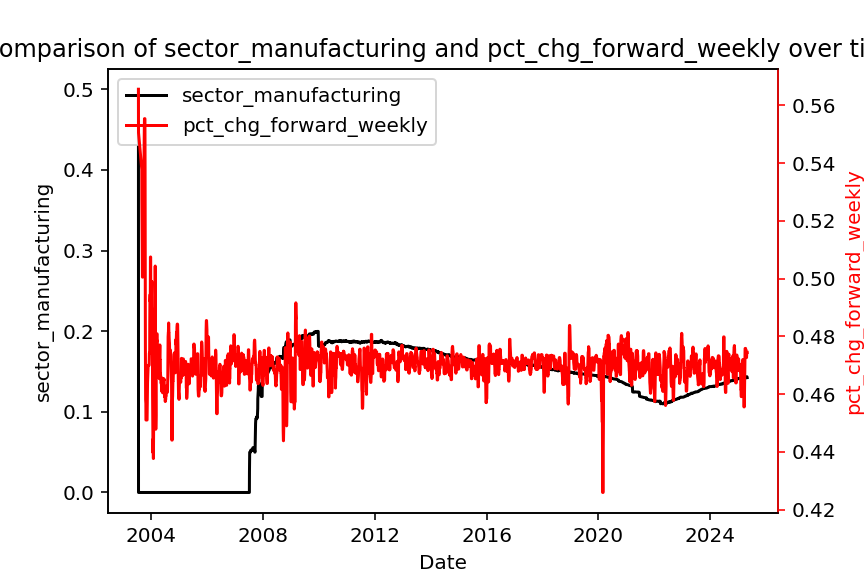 omparison of sector_manufacturing and pct_chg_forward_weekly over ti
sector_manufacturing
pct_chg_forward_weekly
0.5
0.4
0.3
0.2
0.1
0.0
sector_manufacturing
0.56
0.54
0.52
0.50
0.48
0.46
0.44
0.42
pct_chg_forward_weekly
2004 2008 2012 2016 2020 2024
Date